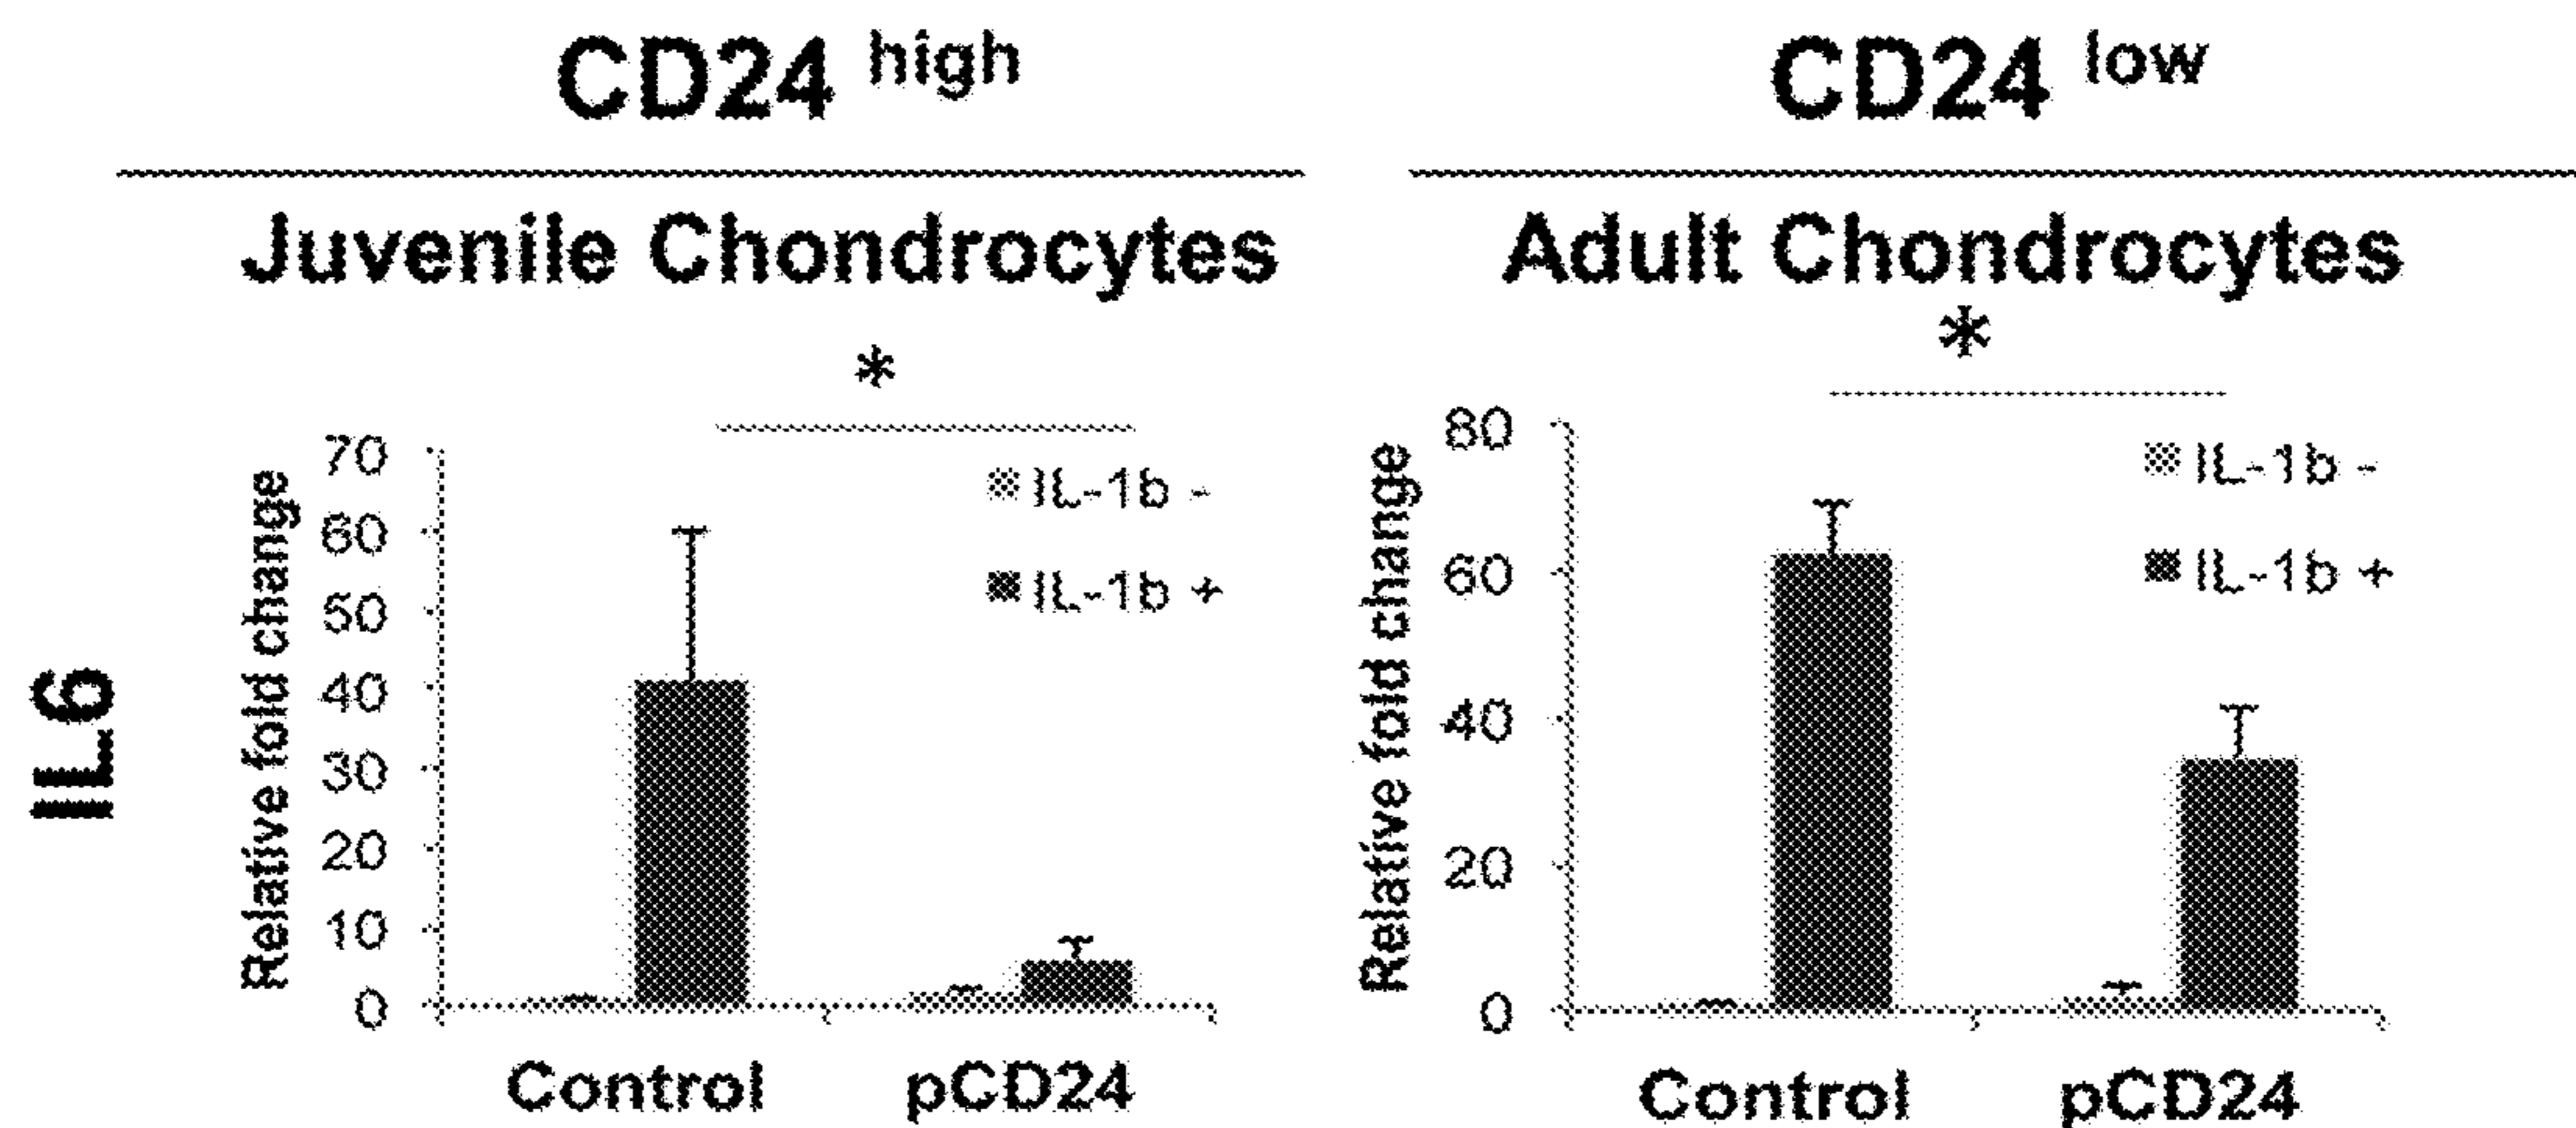 CD24 high
CD24 low
Juvenile Chondrocytes
Adult Chondrocytes
*
*
IL6
Relative fold change
70
60
50
40
30
20
10
0
IL-1b -
IL-1b +
Control
pCD24
Relative fold change
80
60
40
20
0
IL-1b -
IL-1b +
Control
pCD24